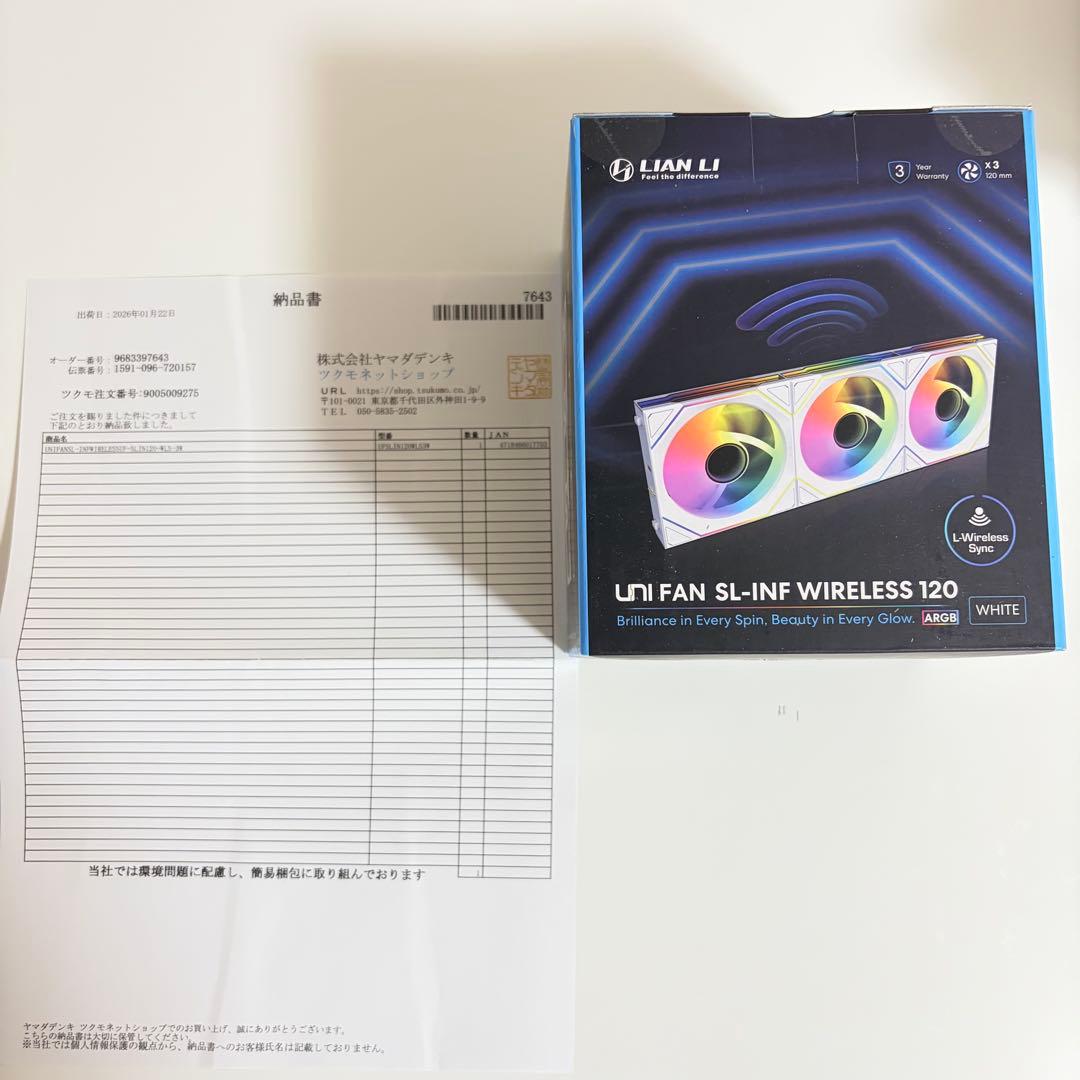 納品書
7643
出荷日：2026年01月22日
オーダー番号：9683397643
伝票番号：1591-096-720157
ツクモ注文番号:9005009275
株式会社ヤマダデンキ
ツクモネットショップ
URL https://shop.tsukumo.co.jp/
〒101-0021 東京都千代田区外神田1-9-9
TEL 050-5835-2502
ご注文を賜りました件につきまして
下記のとおり納品致しました。
商品名 型番 数量 JAN
1
当社では環境問題に配慮し、簡易梱包に取り組んでおります
1
ヤマダデンキ ツクモネットショップでのお買い上げ、誠にありがとうございます。
こちらの納品書は大切に保管してください。
※当社では個人情報保護の観点から、納品書へのお客様氏名は記載しておりません。
LIAN LI
Feel the difference
3 Year Warranty
X 3
120 mm
L-Wireless
Sync
UNI FAN SL-INF WIRELESS 120
Brilliance in Every Spin, Beauty in Every Glow. ARGB
WHITE